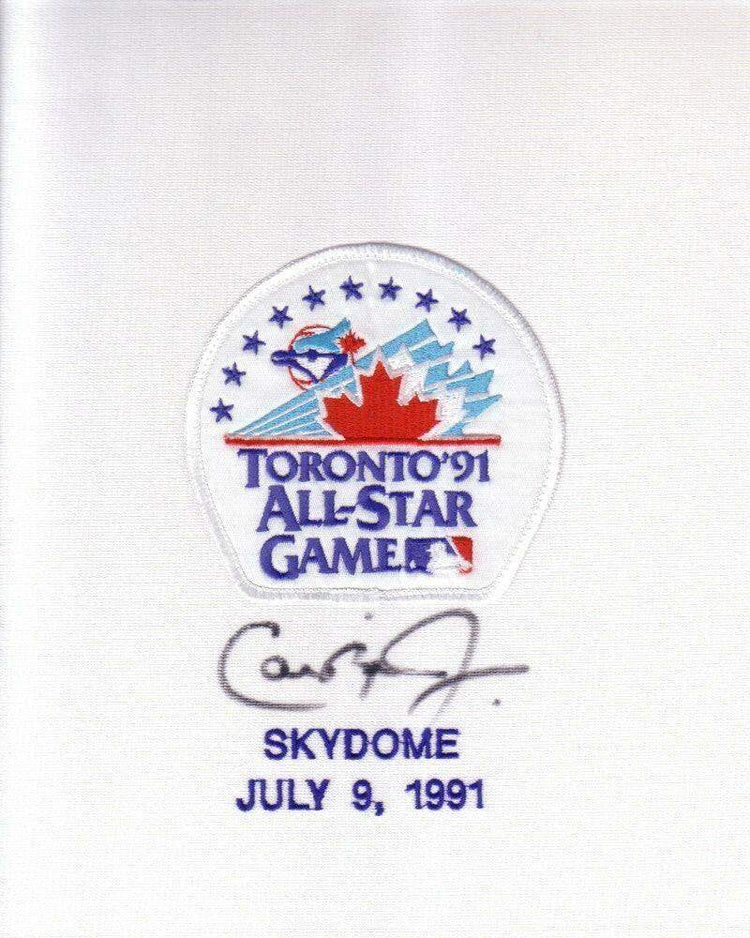 TORONTO'91
ALL-STAR
GAME
SKYDOME
JULY 9, 1991